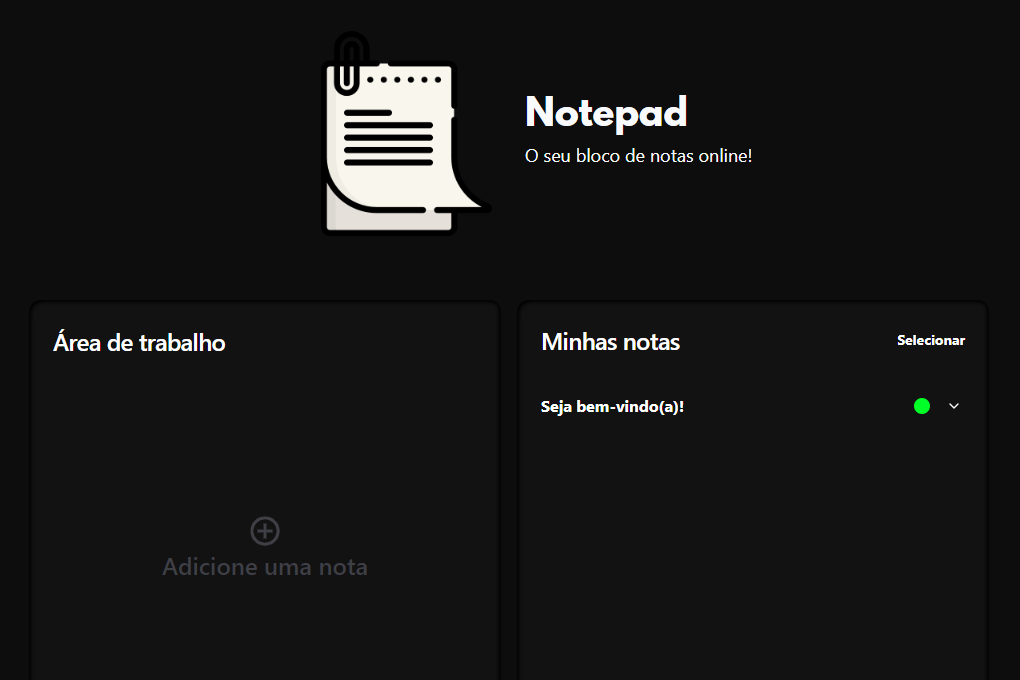 Notepad
O seu bloco de notas online!
Área de trabalho
Adicione uma nota
Minhas notas
Selecionar
Seja bem-vindo(a)!